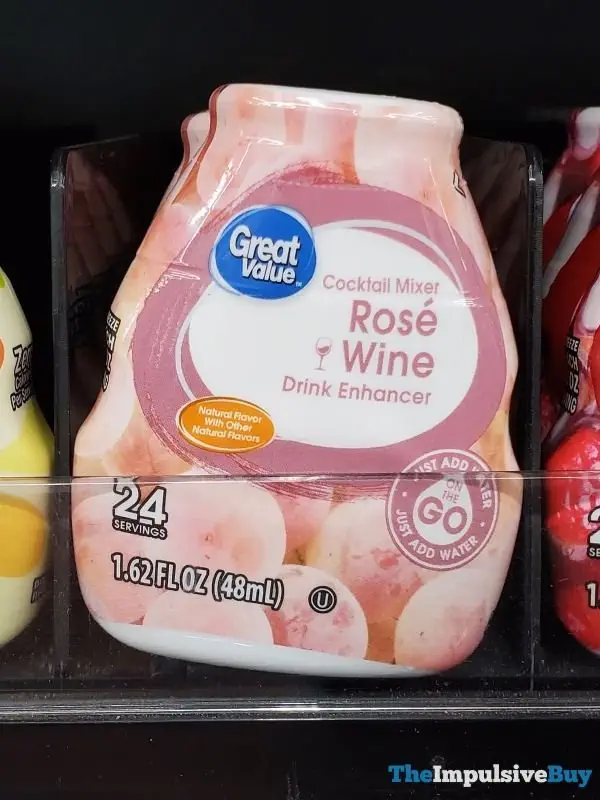 Great
Value
Cocktail Mixer
Rosé
Wine
Drink Enhancer
Natural Flavor
With Other
Natural Flavors
JUST ADD WATER
ON
THE
GO
JUST ADD WATER
24
SERVINGS
1.62 FL OZ (48mL)
U
TheImpulsiveBuy